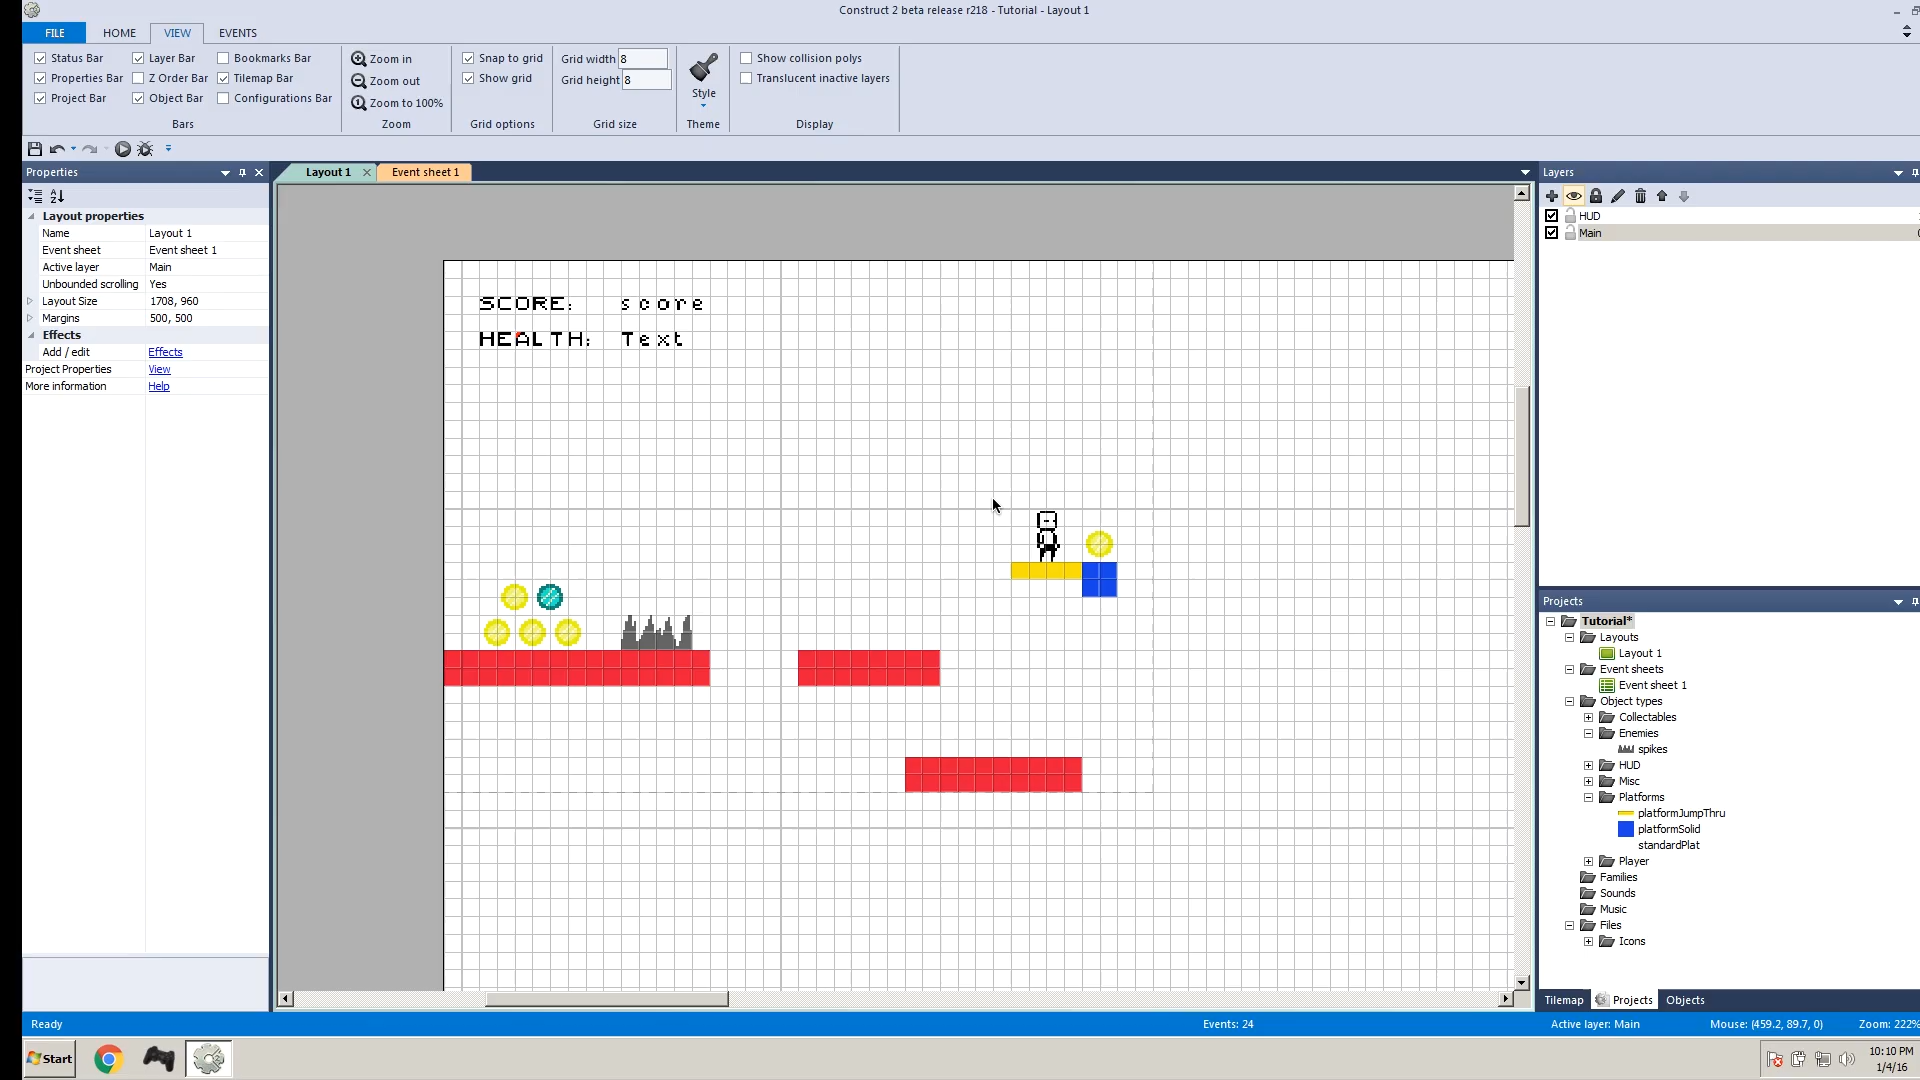 Construct 2 beta release r218 - Tutorial - Layout 1
FILE HOME VIEW EVENTS
Status Bar Layer Bar Bookmarks Bar
Properties Bar Z Order Bar Tilemap Bar
Project Bar Object Bar Configurations Bar
Bars
Zoom in
Zoom out
Zoom to 100%
Zoom
Snap to grid
Show grid
Grid options
Grid width 8
Grid height 8
Grid size
Style
Theme
Show collision polys
Translucent inactive layers
Display
Properties
Layout properties
Name Layout 1
Event sheet Event sheet 1
Active layer Main
Unbounded scrolling Yes
Layout Size 1708, 960
Margins 500, 500
Effects
Add / edit Effects
Project Properties View
More information Help
Layout 1 Event sheet 1
SCORE: score
HEALTH: Text
Layers
HUD
Main
Projects
Tutorial*
Layouts
Layout 1
Event sheets
Event sheet 1
Object types
Collectables
Enemies
spikes
HUD
Misc
Platforms
platformJumpThru
platformSolid
standardPlat
Player
Families
Sounds
Music
Files
Icons
Tilemap Projects Objects
Ready Events: 24 Active layer: Main Mouse: (459.2, 89.7, 0) Zoom: 222%
Start
10:10 PM
1/4/16